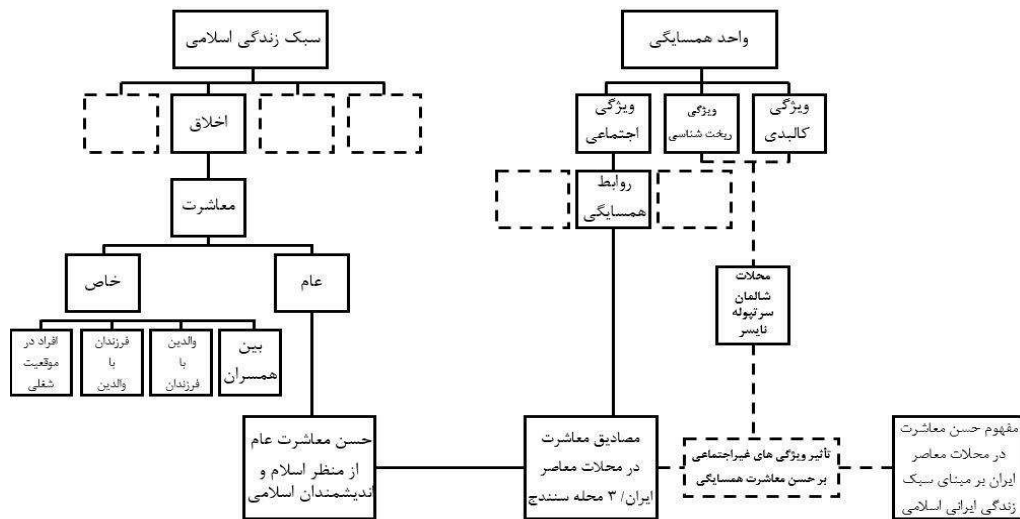 سبک زندگی اسلامی
واحد همسایگی
اخلاق
ویژگی
اجتماعی
ویژگی
ریخت شناسی
ویژگی
کالبدی
معاشرت
روابط
همسایگی
خاص
عام
محلات
شالمان
سرتپوله
نایسر
بین
همسران
والدین
با
فرزندان
فرزندان
با
والدین
افراد در
موقعیت
شغلی
حسن معاشرت عام
از منظر اسلام و
اندیشمندان اسلامی
مصادیق معاشرت
در محلات معاصر
ایران/ ۳ محله سنندج
تأثیر ویژگی های غیراجتماعی
بر حسن معاشرت همسایگی
مفهوم حسن معاشرت
در محلات معاصر
ایران بر مبنای سبک
زندگی ایرانی اسلامی